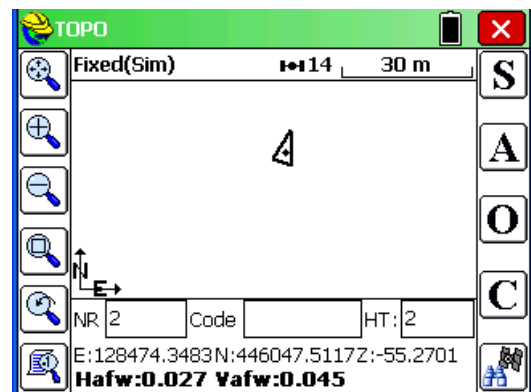 TOPO
Fixed(Sim) 14 30 m
S
A
O
C
N
E
NR 2 Code HT: 2
E:128474.3483N:446047.5117Z:-55.2701
Hafw:0.027 Vafw:0.045